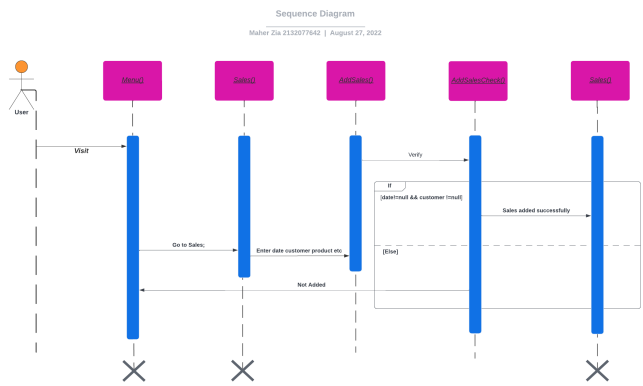 Sequence Diagram
Maher Zia 2132077642 | August 27, 2022
Menu()
Sales()
AddSales()
AddSalesCheck()
Sales()
User
Visit
Verify
If
[date!=null && customer !=null]
Sales added successfully
Go to Sales;
Enter date customer product etc
[Else]
Not Added